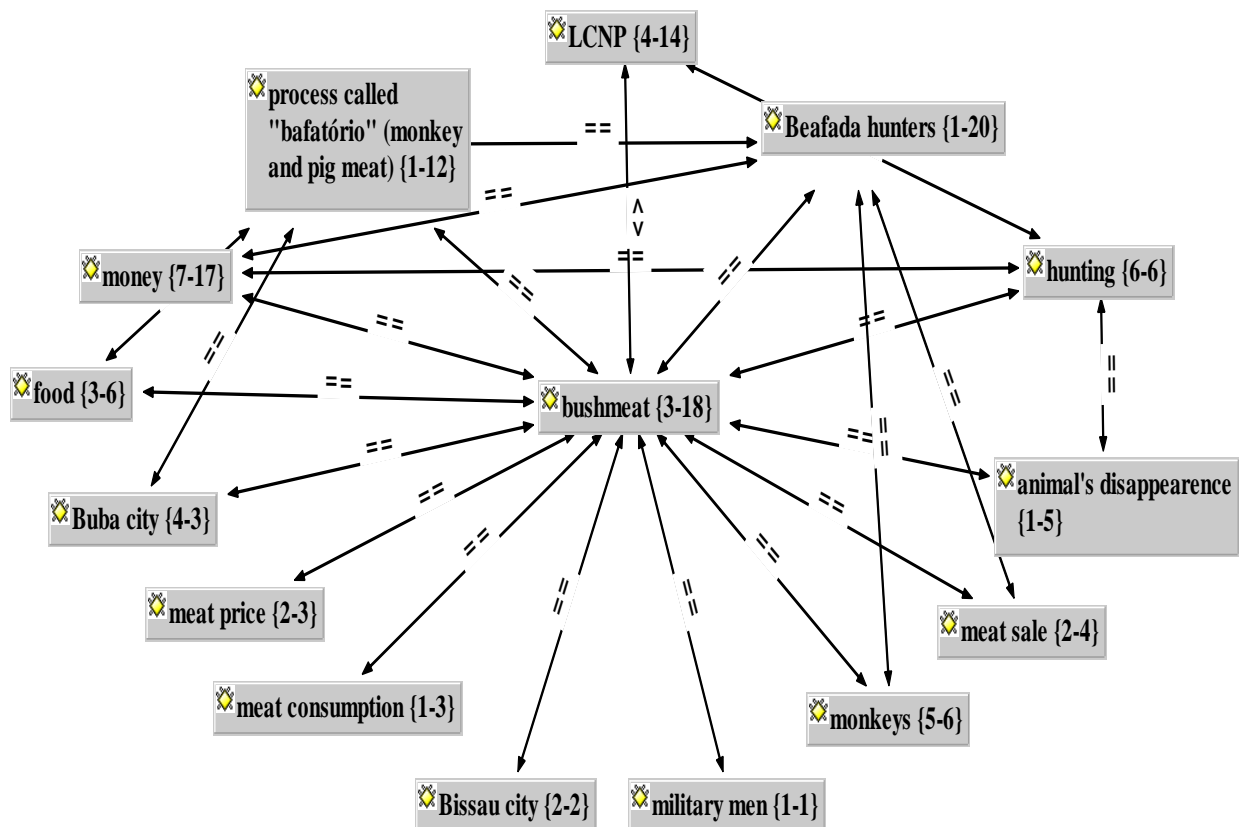 LCNP {4-14}
process called
"bafatório" (monkey
and pig meat) {1-12}
Beafada hunters {1-20}
==
==
< >
==
money {7-17}
hunting {6-6}
==
==
==
==
==
==
==
food {3-6}
==
==
bushmeat {3-18}
==
==
==
animal's disappearence
{1-5}
Buba city {4-3}
==
==
==
==
==
==
meat price {2-3}
meat sale {2-4}
meat consumption {1-3}
monkeys {5-6}
Bissau city {2-2}
military men {1-1}